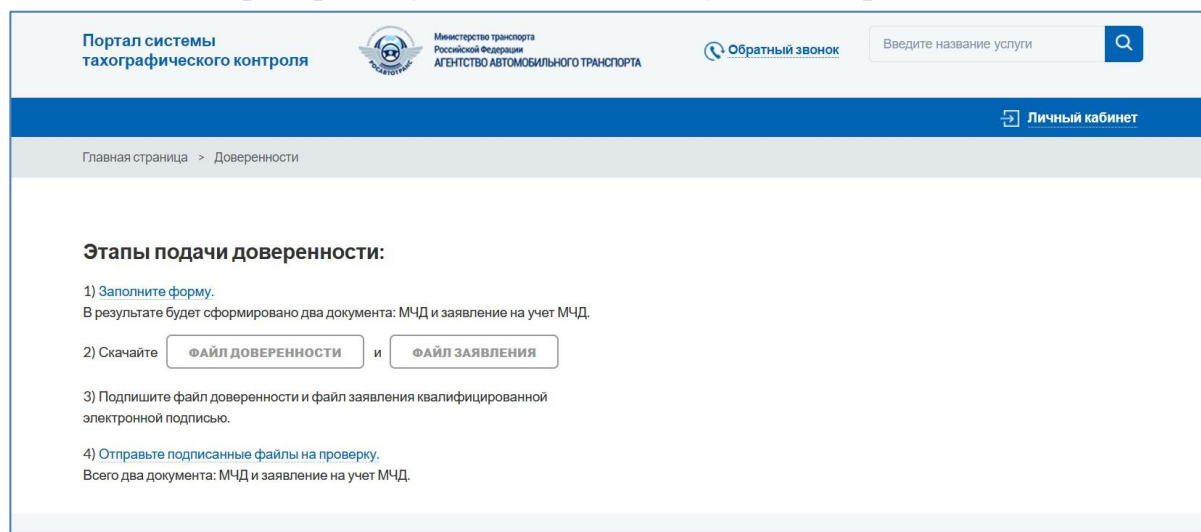 Портал системы
тахографического контроля
РОСАВТОТРАНС
Министерство транспорта
Российской Федерации
АГЕНТСТВО АВТОМОБИЛЬНОГО ТРАНСПОРТА
Обратный звонок
Введите название услуги
Личный кабинет
Главная страница > Доверенности
Этапы подачи доверенности:
1) Заполните форму.
В результате будет сформировано два документа: МЧД и заявление на учет МЧД.
2) Скачайте ФАЙЛ ДОВЕРЕННОСТИ и ФАЙЛ ЗАЯВЛЕНИЯ
3) Подпишите файл доверенности и файл заявления квалифицированной
электронной подписью.
4) Отправьте подписанные файлы на проверку.
Всего два документа: МЧД и заявление на учет МЧД.